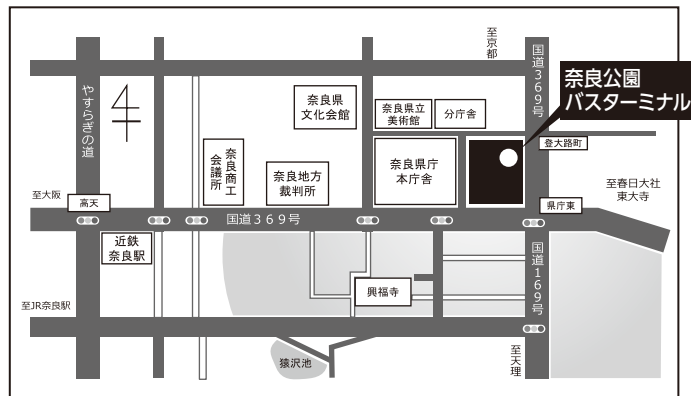 至京都
国道369号
奈良公園
バスターミナル
やすらぎの道
奈良県
文化会館
奈良県立
美術館
分庁舎
登大路町
奈良商工
会議所
奈良地方
裁判所
奈良県庁
本庁舎
至春日大社
東大寺
至大阪
高天
県庁東
国道369号
近鉄
奈良駅
国道169号
興福寺
至JR奈良駅
猿沢池
至天理